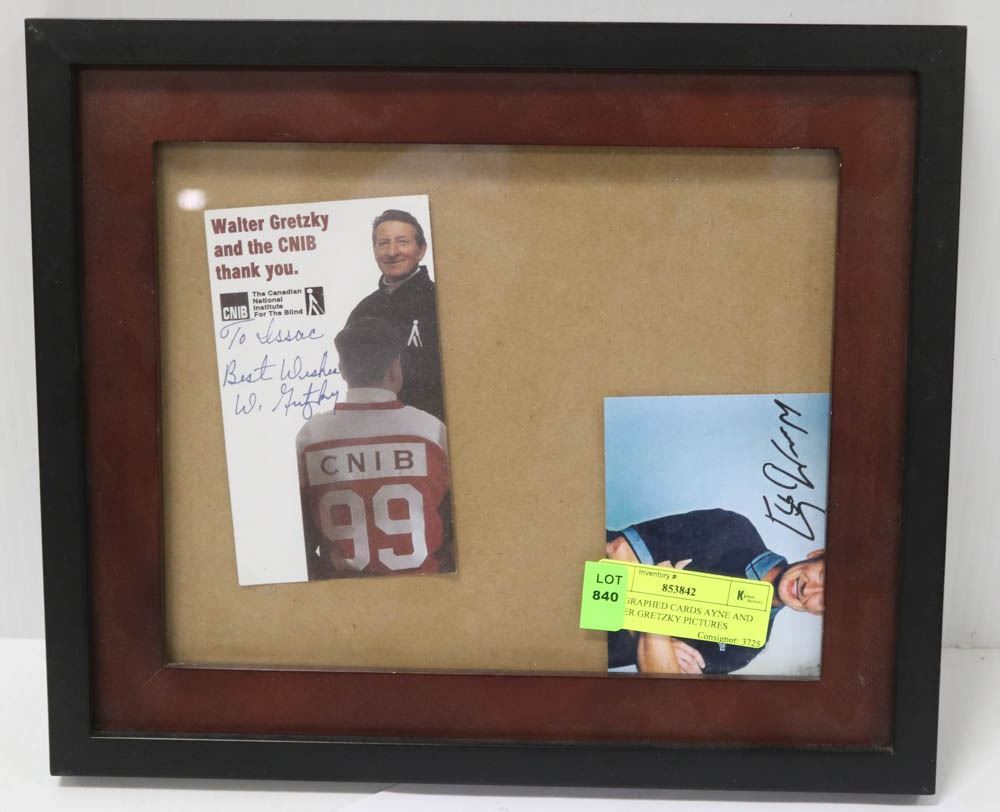 Walter Gretzky
and the CNIB
thank you.
CNIB
The Canadian
National
Institute
For The Blind
To Issac
Best Wishes
W. Gretzky
CNIB
99
LOT
840
Inventory #
853842
GRAPHED CARDS AYNE AND
ER GRETZKY PICTURES
Consignor: 3725